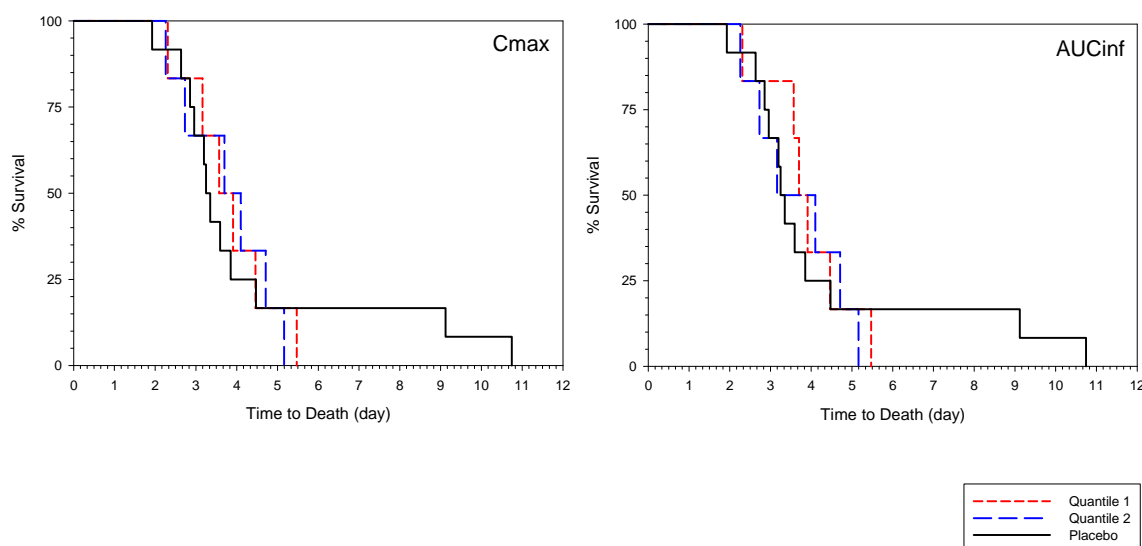 Cmax
% Survival
100
75
50
25
0
0 1 2 3 4 5 6 7 8 9 10 11 12
Time to Death (day)
AUCinf
% Survival
100
75
50
25
0
0 1 2 3 4 5 6 7 8 9 10 11 12
Time to Death (day)
Quantile 1
Quantile 2
Placebo